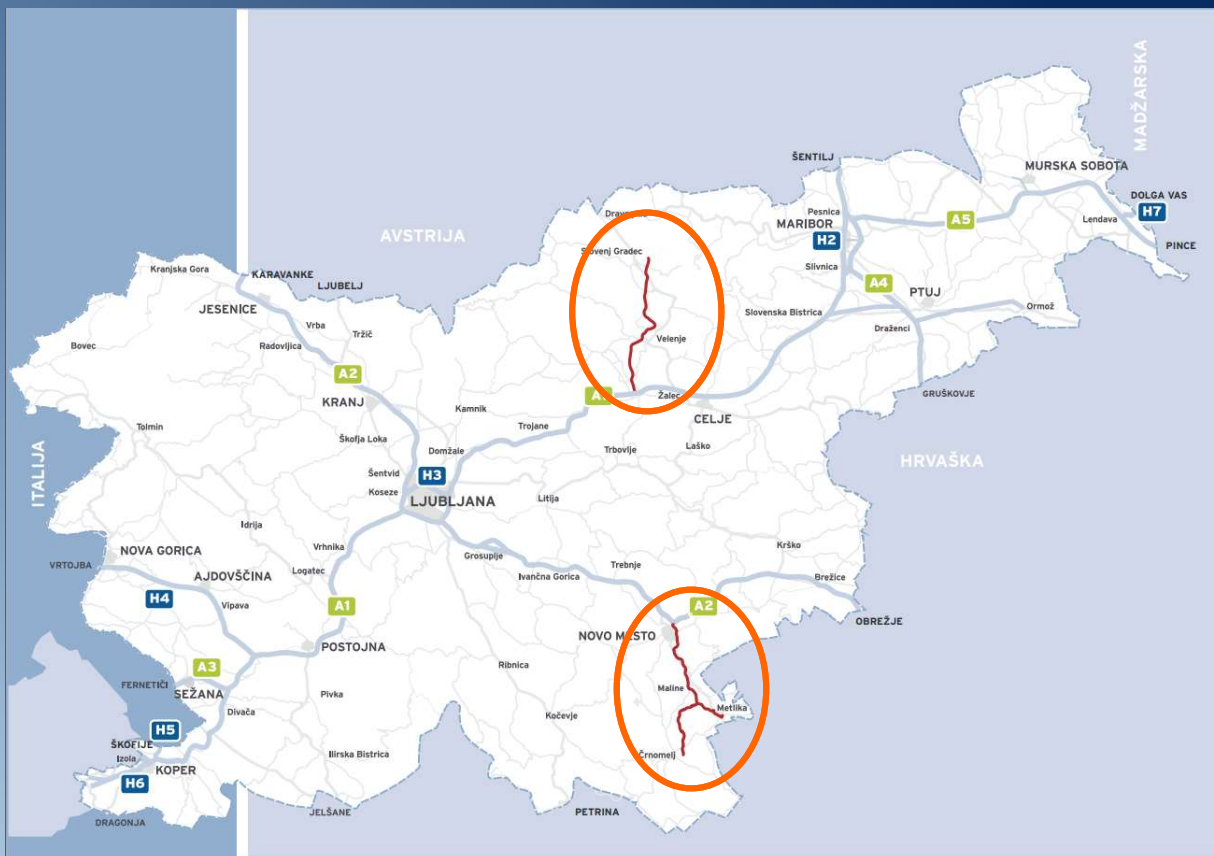 MADŽARSKA
ŠENTILJ
MURSKA SOBOTA
DOLGA VAS
H7
Pesnica
MARIBOR
H2
A5
Lendava
PINCE
AVSTRIJA
Slovenj Gradec
Kranjska Gora
KARAVANKE
LJUBELJ
JESENICE
Slivnica
A4
PTUJ
Vrba
Tržič
Slovenska Bistrica
Ormož
Bovec
Radovljica
Velenje
Draženci
A2
KRANJ
Žalec
GRUŠKOVJE
Kamnik
CELJE
Tolmin
Trojane
Škofja Loka
Domžale
Trbovlje
Laško
ITALIJA
HRVAŠKA
Šentvid
H3
Koseze
LJUBLJANA
Litija
Idrija
Vrhnika
Krško
NOVA GORICA
Grosuplje
Trebnje
VRTOJBA
Logatec
Ivančna Gorica
Brežice
AJDOVŠČINA
H4
Vipava
A1
A2
OBREŽJE
NOVO MESTO
POSTOJNA
Ribnica
A3
FERNETIČI
SEŽANA
Pivka
Maline
Divača
Kočevje
Metlika
H5
ŠKOFIJE
Izola
KOPER
Ilirska Bistrica
Črnomelj
H6
DRAGONJA
JELŠANE
PETRINA